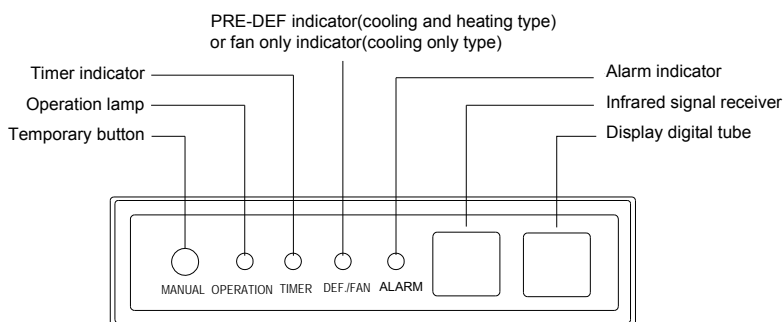 PRE-DEF indicator(cooling and heating type)
or fan only indicator(cooling only type)
Timer indicator
Alarm indicator
Operation lamp
Infrared signal receiver
Temporary button
Display digital tube
MANUAL OPERATION TIMER DEF./FAN ALARM